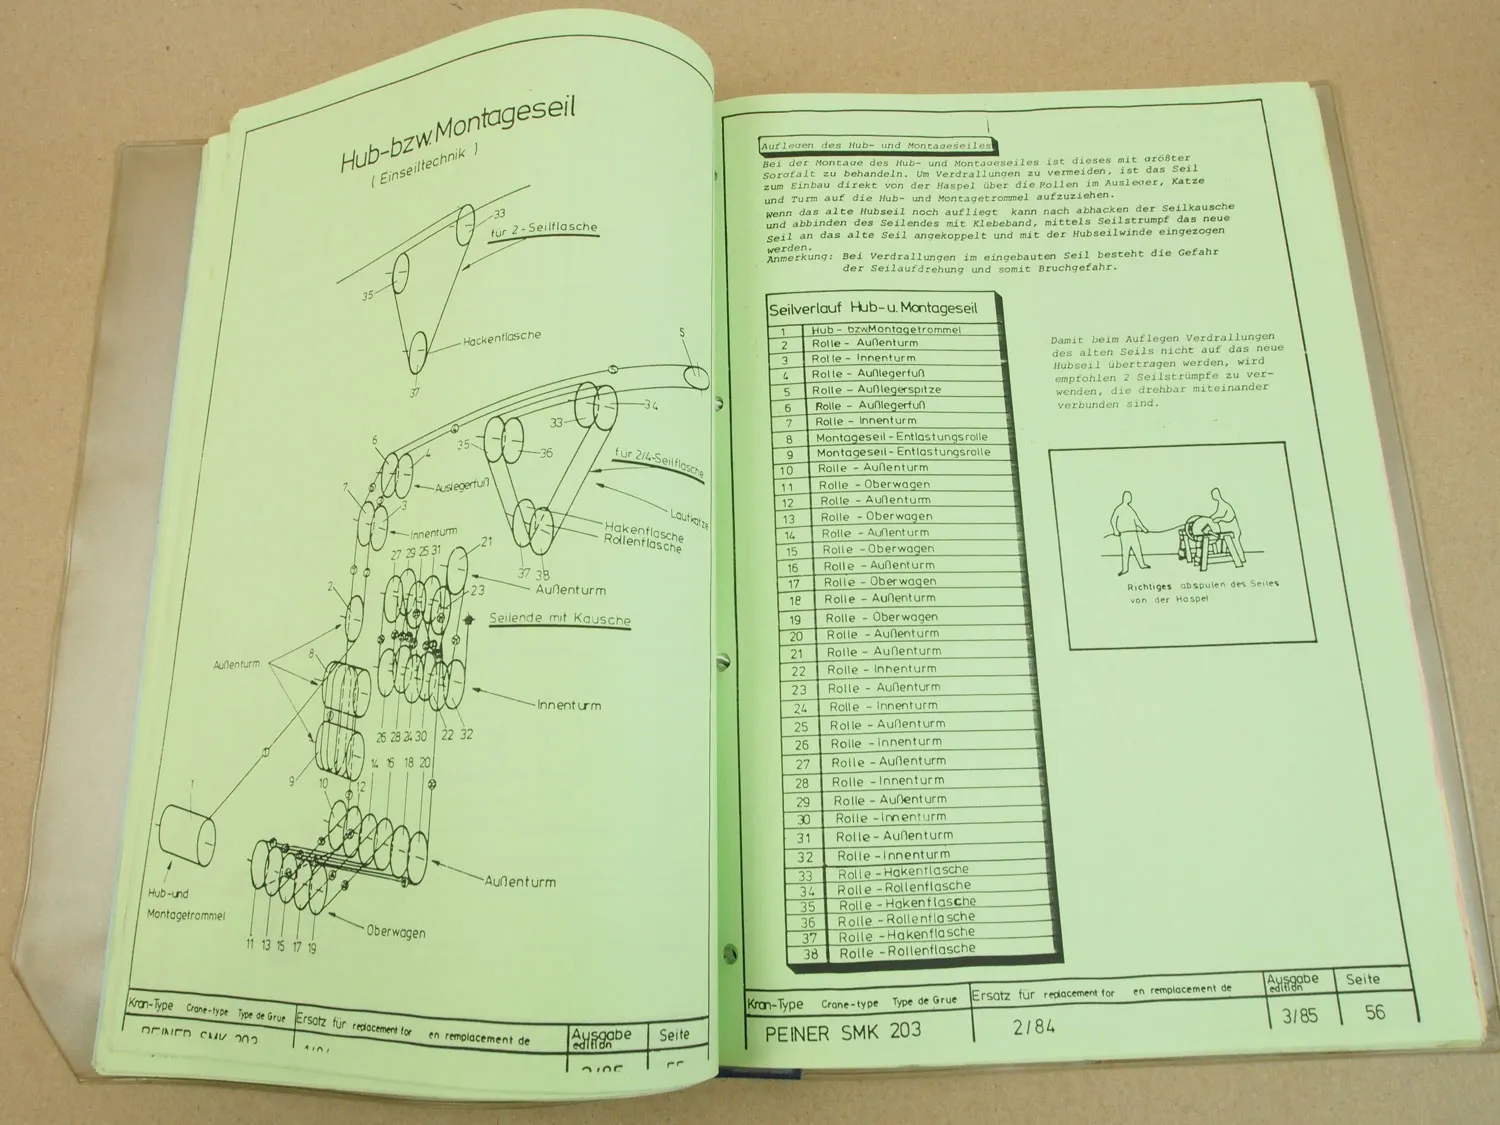 Hub-bzw.Montageseil
( Einseiltechnik )
33
für 2-Seilflasche
35
Hackenflasche
37
5
34
33
35
36
für 2/4-Seilflasche
6
4
Auslegerfuß
Laufkatze
7
3
Innenturm
Hakenflasche
Rollenflasche
37 38
27 29 25 31
21
Außenturm
23
2
Seilende mit Kausche
Außenturm
8
Innenturm
26 28 24 30 22 32
9
10
12
14 16 18 20
1
Außenturm
Hub-und
Montagetrommel
Oberwagen
11 13 15 17 19
Kran-Type Crane-type Type de Grue Ersatz für replacement for en remplacement de Ausgabe edition Seite
PEINER SMK 203
Auflegen des Hub- und Montageseiles
Bei der Montage des Hub- und Montageseiles ist dieses mit größter
Sorgfalt zu behandeln. Um Verdrallungen zu vermeiden, ist das Seil
zum Einbau direkt von der Haspel über die Rollen im Ausleger, Katze
und Turm auf die Hub- und Montagetrommel aufzuziehen.
Wenn das alte Hubseil noch aufliegt kann nach abhacken der Seilkausche
und abbinden des Seilendes mit Klebeband, mittels Seilstrumpf das neue
Seil an das alte Seil angekoppelt und mit der Hubseilwinde eingezogen
werden.
Anmerkung: Bei Verdrallungen im eingebauten Seil besteht die Gefahr
der Seilaufdrehung und somit Bruchgefahr.
Seilverlauf Hub-u.Montageseil
1 Hub- bzwMontagetrommel
2 Rolle - Außenturm
3 Rolle - Innenturm
4 Rolle - Außlegerfuß
5 Rolle - Außlegerspitze
6 Rolle - Außlegerfuß
7 Rolle - Innenturm
8 Montageseil-Entlastungsrolle
9 Montageseil-Entlastungsrolle
10 Rolle - Außenturm
11 Rolle - Oberwagen
12 Rolle - Außenturm
13 Rolle - Oberwagen
14 Rolle - Außenturm
15 Rolle - Oberwagen
16 Rolle - Außenturm
17 Rolle - Oberwagen
18 Rolle - Außenturm
19 Rolle - Oberwagen
20 Rolle - Außenturm
21 Rolle - Außenturm
22 Rolle - Innenturm
23 Rolle - Außenturm
24 Rolle - Innenturm
25 Rolle - Außenturm
26 Rolle - Innenturm
27 Rolle - Außenturm
28 Rolle - Innenturm
29 Rolle - Außenturm
30 Rolle - Innenturm
31 Rolle - Außenturm
32 Rolle - Innenturm
33 Rolle - Hakenflasche
34 Rolle - Rollenflasche
35 Rolle - Hakenflasche
36 Rolle - Rollenflasche
37 Rolle - Hakenflasche
38 Rolle - Rollenflasche
Damit beim Auflegen Verdrallungen
des alten Seils nicht auf das neue
Hubseil übertragen werden, wird
empfohlen 2 Seilstrümpfe zu ver-
wenden, die drehbar miteinander
verbunden sind.
Richtiges abspulen des Seiles
von der Haspel
Kran-Type Crane-type Type de Grue Ersatz für replacement for en remplacement de Ausgabe edition Seite
PEINER SMK 203 2/84 3/85 56